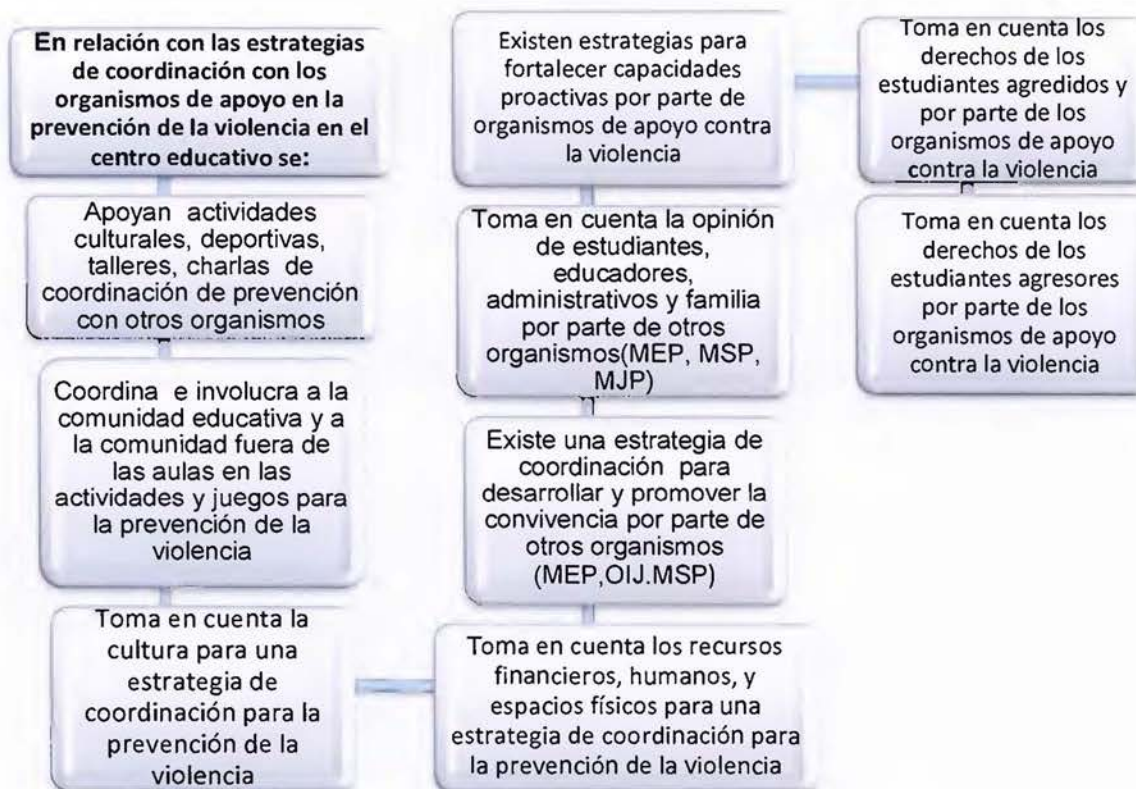 En relación con las estrategias
de coordinación con los
organismos de apoyo en la
prevención de la violencia en el
centro educativo se:
Apoyan actividades
culturales, deportivas,
talleres, charlas de
coordinación de prevención
con otros organismos
Coordina e involucra a la
comunidad educativa y a
la comunidad fuera de
las aulas en las
actividades y juegos para
la prevención de la
violencia
Toma en cuenta la
cultura para una
estrategia de
coordinación para la
prevención de la
violencia
Toma en cuenta los recursos
financieros, humanos, y
espacios físicos para una
estrategia de coordinación para
la prevención de la violencia
Existe una estrategia de
coordinación para
desarrollar y promover la
convivencia por parte de
otros organismos
(MEP,OIJ.MSP)
Toma en cuenta la opinión
de estudiantes,
educadores,
administrativos y familia
por parte de otros
organismos(MEP, MSP,
MJP)
Existen estrategias para
fortalecer capacidades
proactivas por parte de
organismos de apoyo contra
la violencia
Toma en cuenta los
derechos de los
estudiantes agredidos y
por parte de los
organismos de apoyo
contra la violencia
Toma en cuenta los
derechos de los
estudiantes agresores
por parte de los
organismos de apoyo
contra la violencia